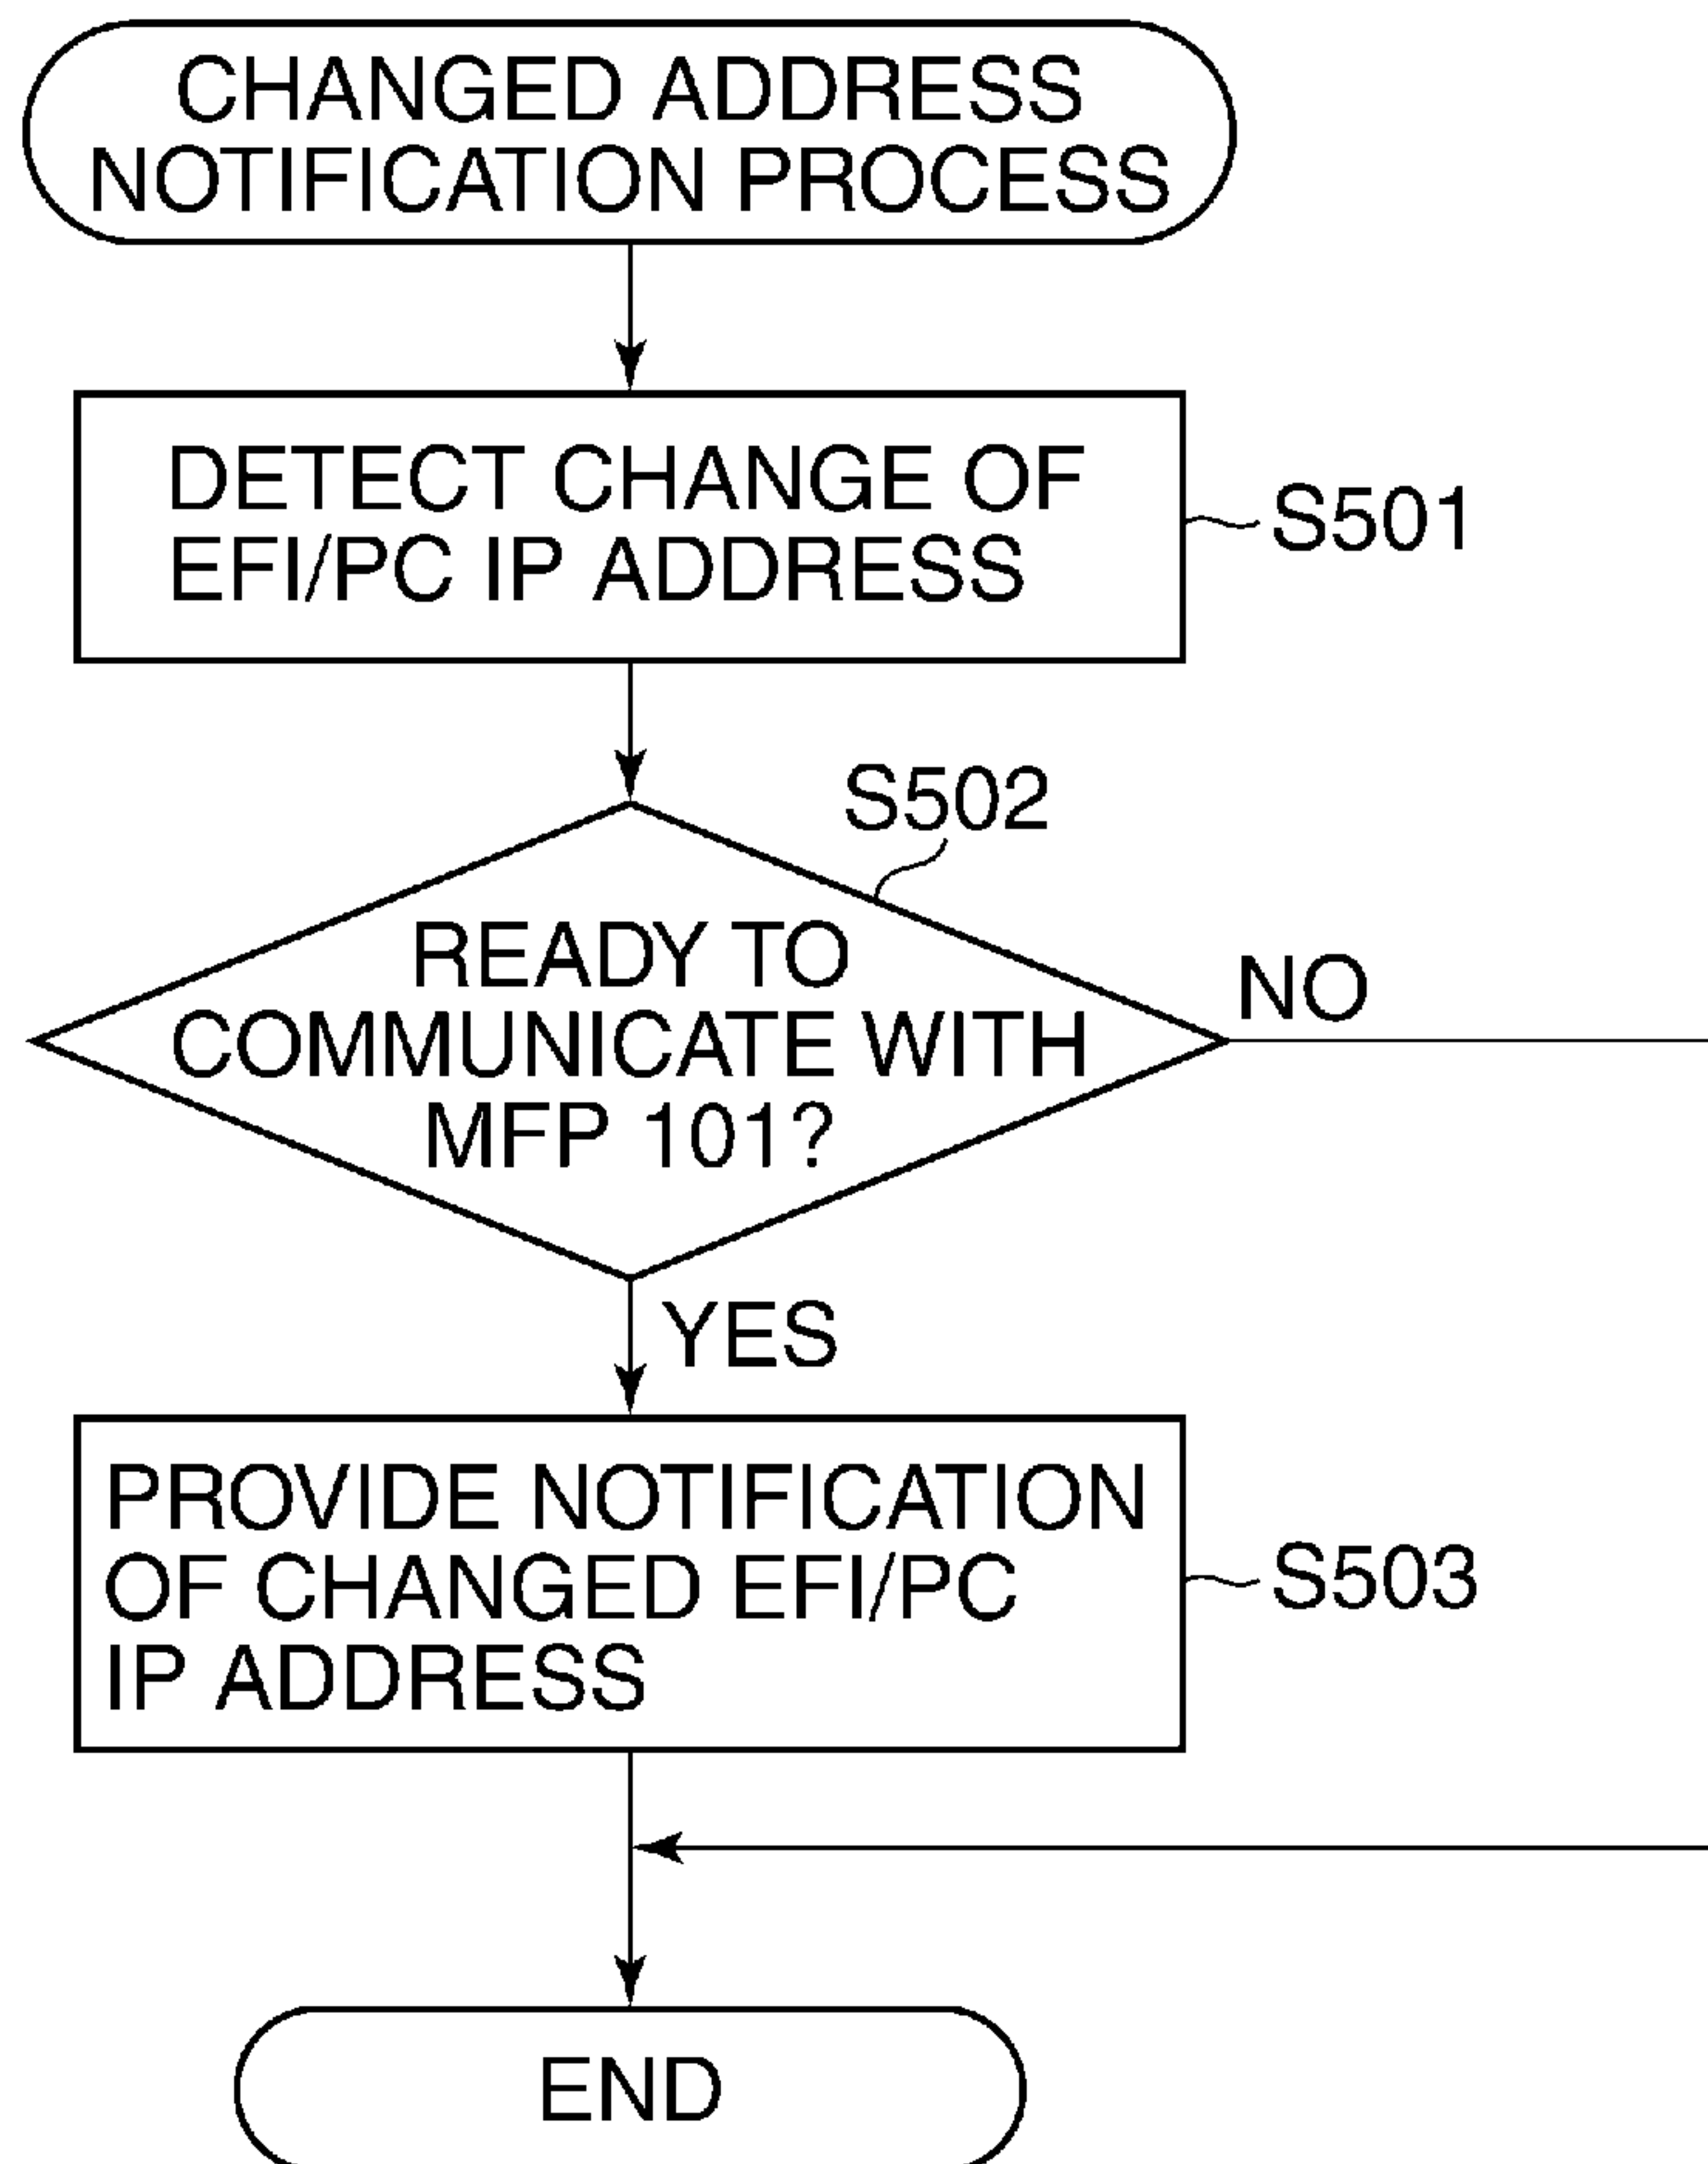 CHANGED ADDRESS
NOTIFICATION PROCESS
DETECT CHANGE OF
EFI/PC IP ADDRESS
S501
S502
READY TO
COMMUNICATE WITH
MFP 101?
NO
YES
PROVIDE NOTIFICATION
OF CHANGED EFI/PC
IP ADDRESS
S503
END